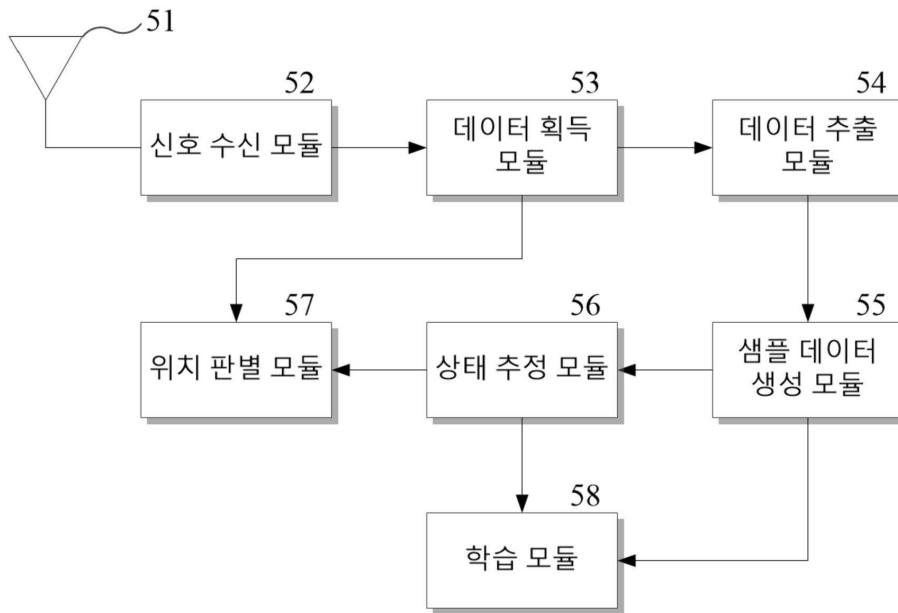 51
52
신호 수신 모듈
53
데이터 획득
모듈
54
데이터 추출
모듈
57
위치 판별 모듈
56
상태 추정 모듈
55
샘플 데이터
생성 모듈
58
학습 모듈